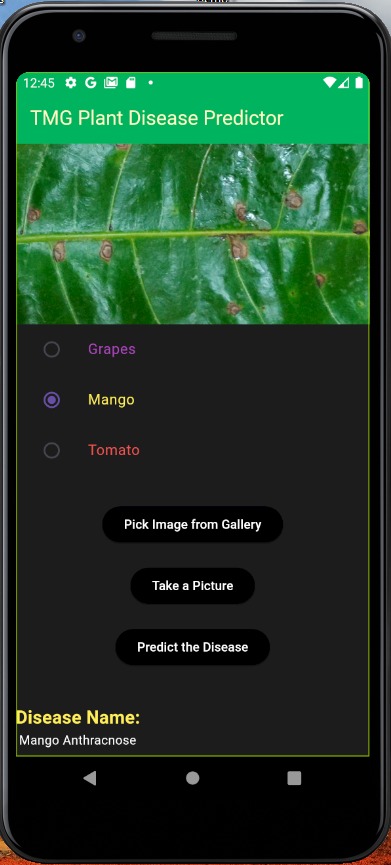 12:45
TMG Plant Disease Predictor
Grapes
Mango
Tomato
Pick Image from Gallery
Take a Picture
Predict the Disease
Disease Name:
Mango Anthracnose